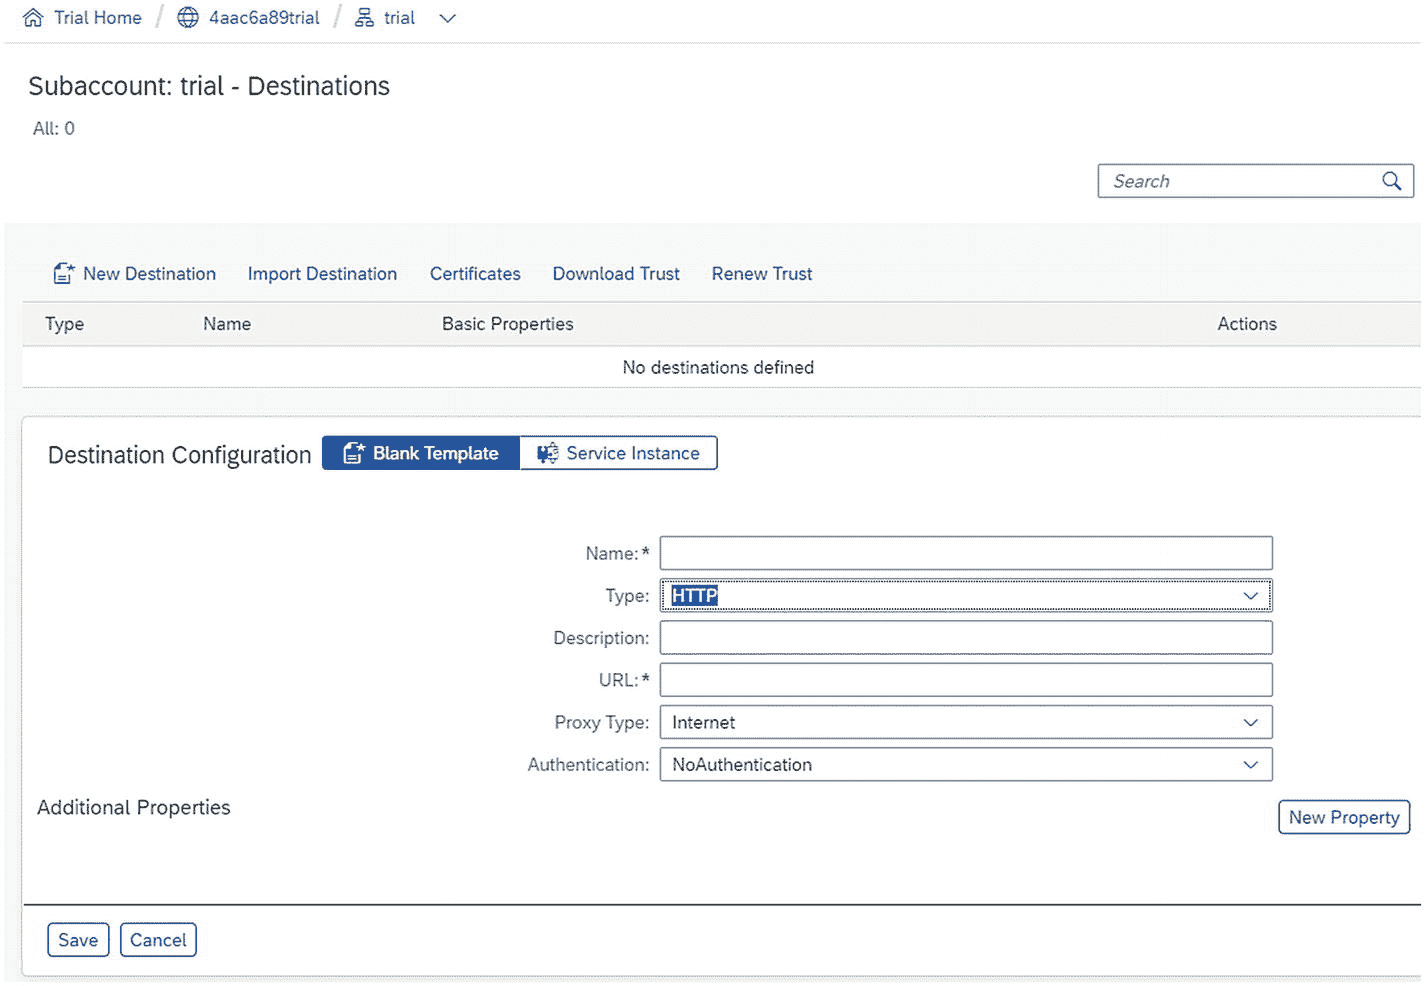 Trial Home / 4aac6a89trial / trial
Subaccount: trial - Destinations
All: 0
Search
New Destination Import Destination Certificates Download Trust Renew Trust
Type Name Basic Properties Actions
No destinations defined
Destination Configuration Blank Template Service Instance
Name:*
Type: HTTP
Description:
URL:*
Proxy Type: Internet
Authentication: NoAuthentication
Additional Properties
New Property
Save Cancel